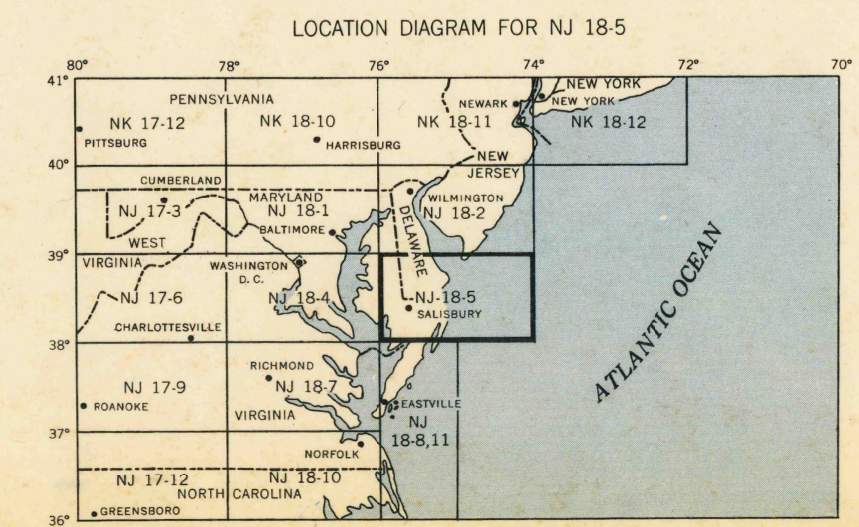 LOCATION DIAGRAM FOR NJ 18-5
80° 78° 76° 74° 72° 70°
41°
PENNSYLVANIA
NEW YORK
NEWARK
NEW YORK
NK 17-12
NK 18-10
NK 18-11
NK 18-12
PITTSBURG
HARRISBURG
40°
NEW
JERSEY
CUMBERLAND
MARYLAND
WILMINGTON
NJ 17-3
NJ 18-1
DELAWARE
NJ 18-2
BALTIMORE
WEST
39°
VIRGINIA
WASHINGTON
D. C.
NJ 17-6
NJ 18-4
NJ-18-5
SALISBURY
ATLANTIC OCEAN
CHARLOTTESVILLE
38°
RICHMOND
NJ 17-9
NJ 18-7
ROANOKE
EASTVILLE
VIRGINIA
NJ
18-8,11
37°
NORFOLK
NJ 17-12
NJ 18-10
NORTH CAROLINA
GREENSBORO
36°